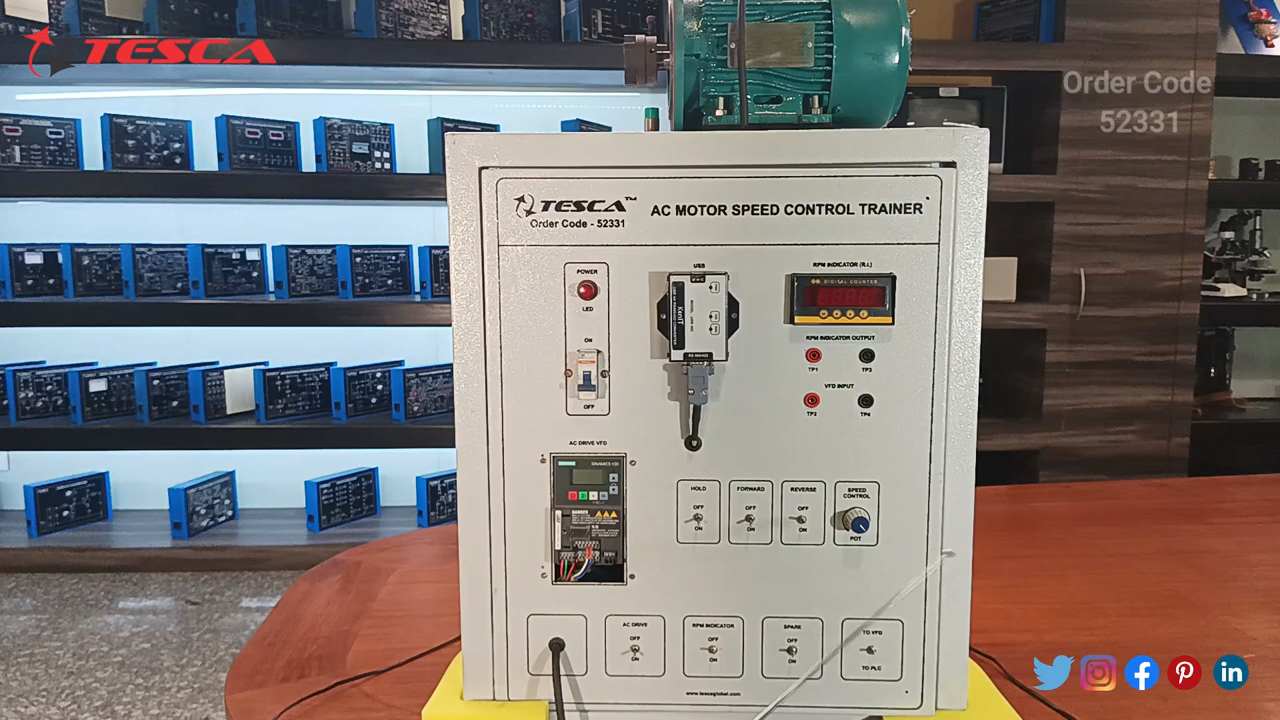 TESCA
Order Code
52331
TESCA™
Order Code - 52331
AC MOTOR SPEED CONTROL TRAINER
POWER
LED
ON
OFF
USB
KeniT
RPM INDICATOR (R.I.)
DIGITAL COUNTER
RPM INDICATOR OUTPUT
TP1
TP3
VFD INPUT
TP2
TP4
AC DRIVE VFD
SINAMICS V20
DANGER
HOLD
OFF
ON
FORWARD
OFF
ON
REVERSE
OFF
ON
SPEED
CONTROL
POT
AC DRIVE
OFF
ON
RPM INDICATOR
OFF
ON
SPARE
OFF
ON
TO VFD
TO PLC
www.tescaglobal.com